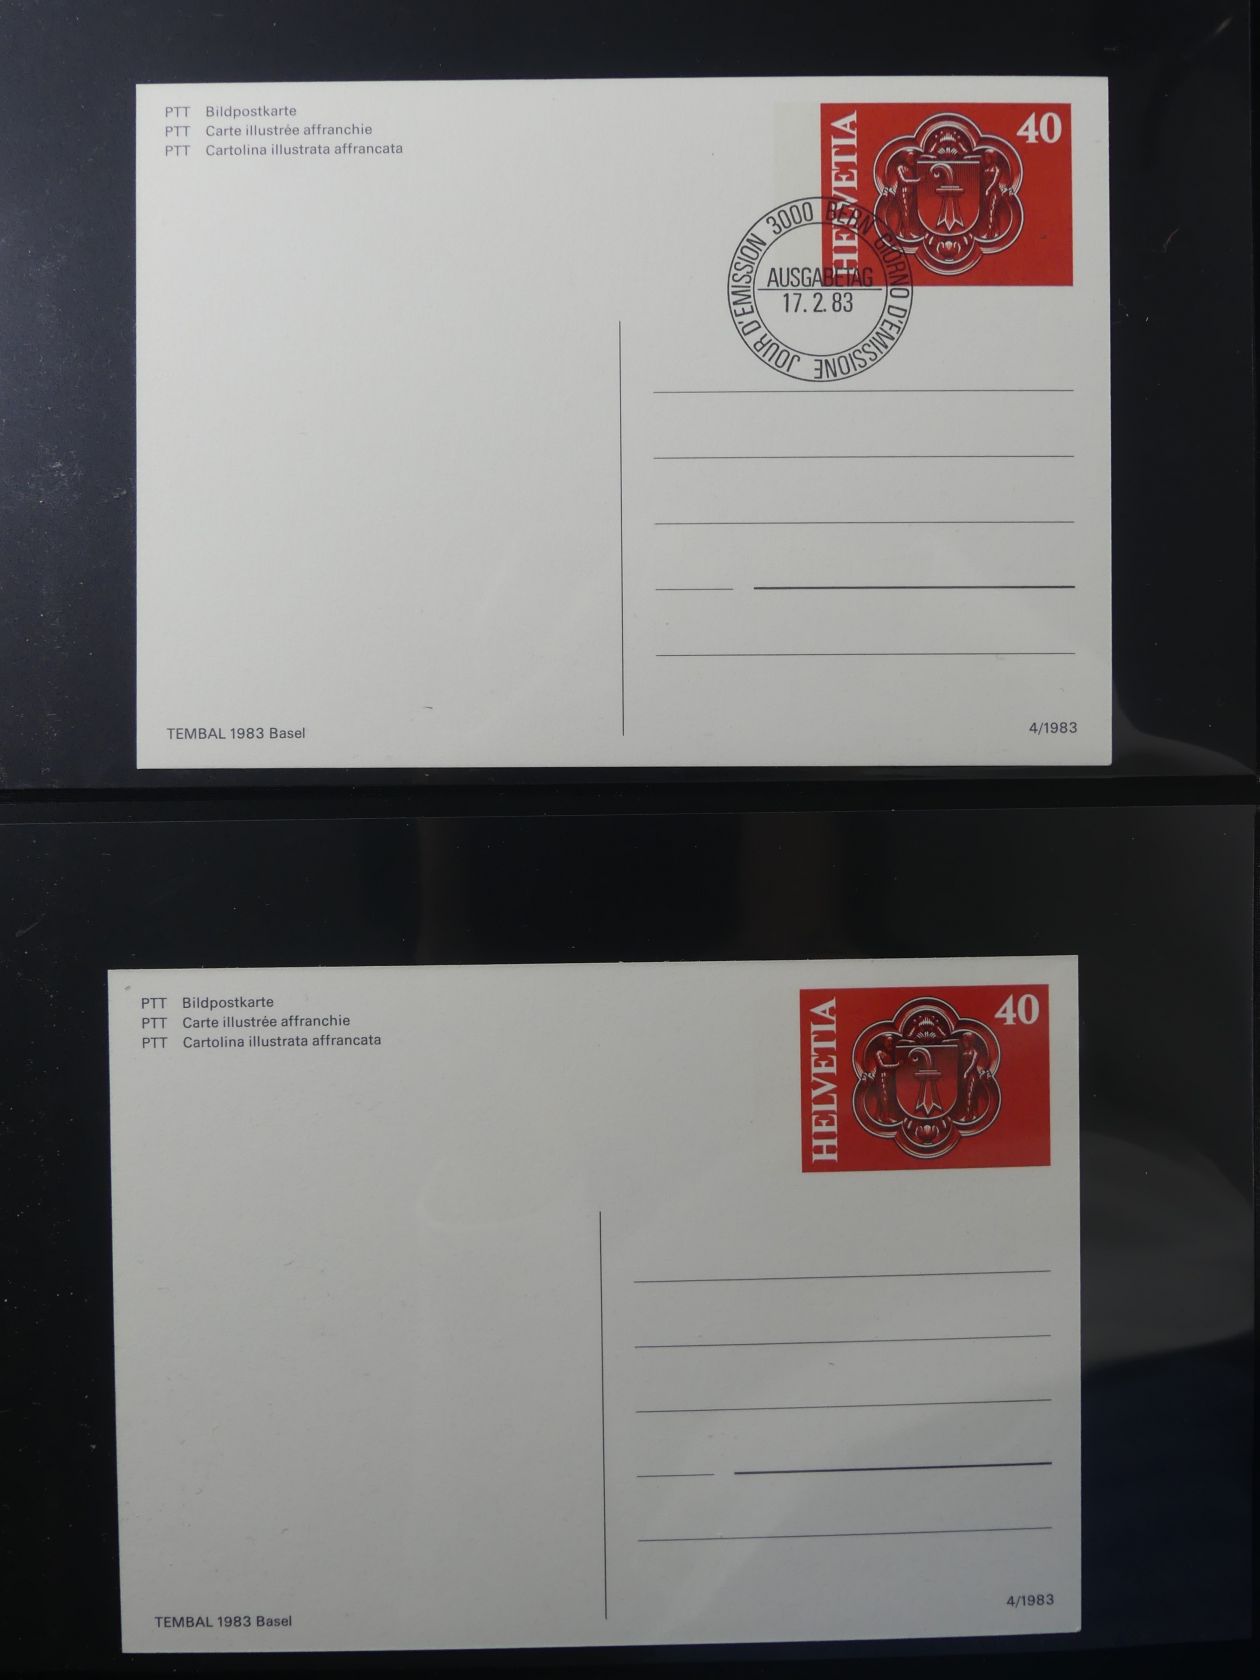 PTT Bildpostkarte
PTT Carte illustrée affranchie
PTT Cartolina illustrata affrancata
HELVETIA
40
3000 BERN GIORNO D'EMISSIONE JOUR D'EMISSION
AUSGABETAG
17.2.83
TEMBAL 1983 Basel
4/1983
PTT Bildpostkarte
PTT Carte illustrée affranchie
PTT Cartolina illustrata affrancata
HELVETIA
40
TEMBAL 1983 Basel
4/1983